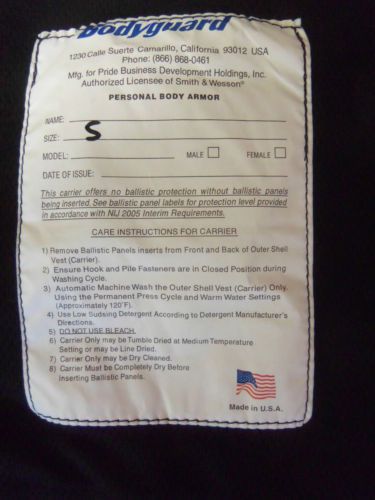 Bodyguard
1230 Calle Suerte Camarillo, California 93012 USA
Phone: (866) 868-0461
Mfg. for Pride Business Development Holdings, Inc.
Authorized Licensee of Smith & Wesson®
PERSONAL BODY ARMOR
NAME:
SIZE: S
MODEL: MALE FEMALE
DATE OF ISSUE:
This carrier offers no ballistic protection without ballistic panels
being inserted. See ballistic panel labels for protection level provided
in accordance with NIJ 2005 Interim Requirements.
CARE INSTRUCTIONS FOR CARRIER
1) Remove Ballistic Panels inserts from Front and Back of Outer Shell
Vest (Carrier).
2) Ensure Hook and Pile Fasteners are in Closed Position during
Washing Cycle.
3) Automatic Machine Wash the Outer Shell Vest (Carrier) Only.
Using the Permanent Press Cycle and Warm Water Settings
(Approximately 120°F).
4) Use Low Sudsing Detergent According to Detergent Manufacturer's
Directions.
5) DO NOT USE BLEACH.
6) Carrier Only may be Tumble Dried at Medium Temperature
Setting or may be Line Dried.
7) Carrier Only may be Dry Cleaned.
8) Carrier Must be Completely Dry Before
Inserting Ballistic Panels.
Made in U.S.A.